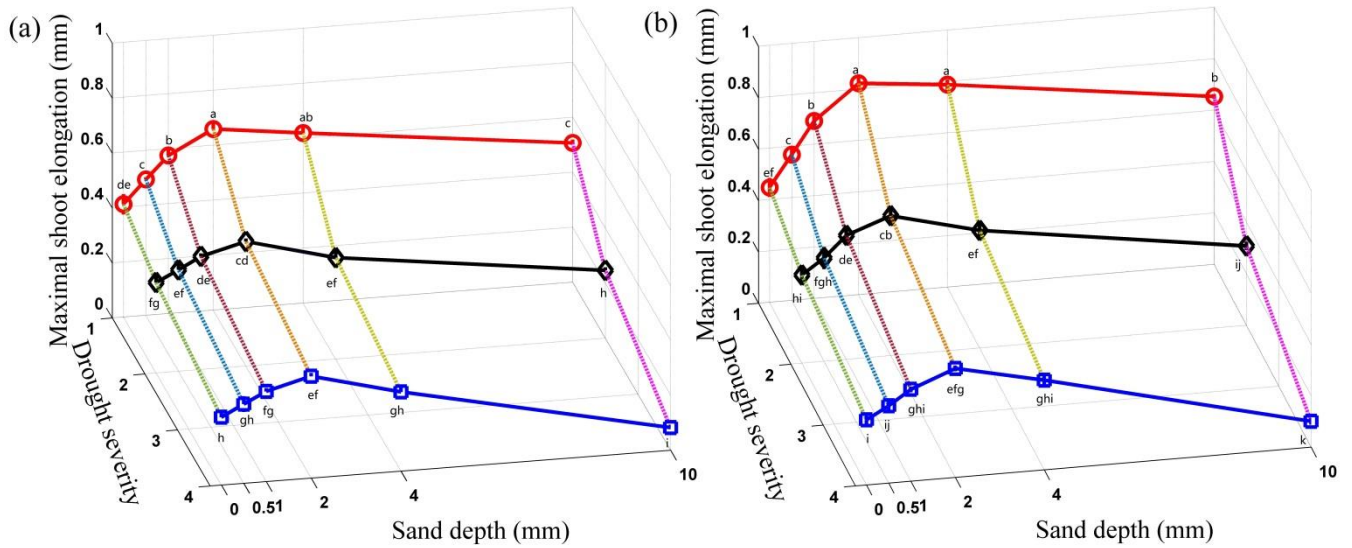 (a)
Maximal shoot elongation (mm)
1
0.8
0.6
0.4
0.2
0
de
c
b
a
ab
c
fg
ef
de
cd
ef
h
h
gh
fg
ef
gh
i
1
2
3
4
Drought severity
0
0.51
2
4
10
Sand depth (mm)
(b)
Maximal shoot elongation (mm)
1
0.8
0.6
0.4
0.2
0
ef
c
b
a
a
b
hi
fgh
de
cb
ef
ij
i
ij
ghi
efg
ghi
k
1
2
3
4
Drought severity
0
0.51
2
4
10
Sand depth (mm)